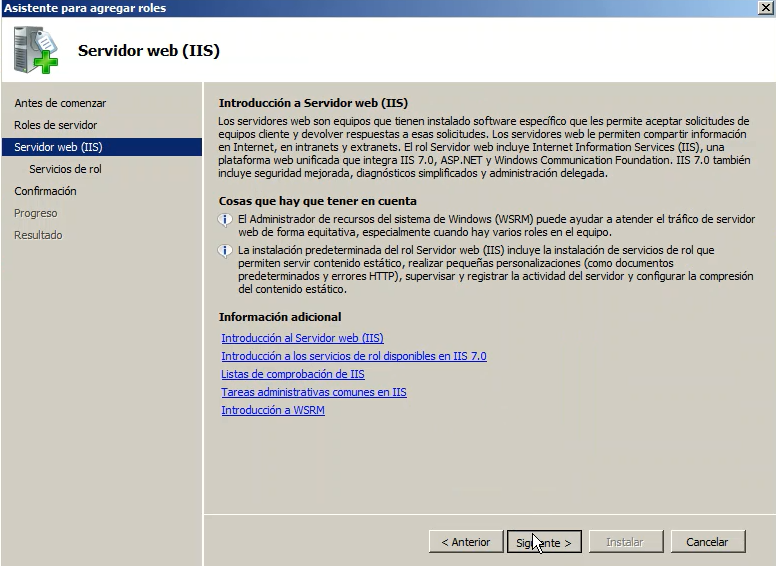 Asistente para agregar roles
Servidor web (IIS)
Antes de comenzar
Roles de servidor
Servidor web (IIS)
Servicios de rol
Confirmación
Progreso
Resultado
Introducción a Servidor web (IIS)
Los servidores web son equipos que tienen instalado software específico que les permite aceptar solicitudes de
equipos cliente y devolver respuestas a esas solicitudes. Los servidores web le permiten compartir información
en Internet, en intranets y extranets. El rol Servidor web incluye Internet Information Services (IIS), una
plataforma web unificada que integra IIS 7.0, ASP.NET y Windows Communication Foundation. IIS 7.0 también
incluye seguridad mejorada, diagnósticos simplificados y administración delegada.
Cosas que hay que tener en cuenta
El Administrador de recursos del sistema de Windows (WSRM) puede ayudar a atender el tráfico de servidor
web de forma equitativa, especialmente cuando hay varios roles en el equipo.
La instalación predeterminada del rol Servidor web (IIS) incluye la instalación de servicios de rol que
permiten servir contenido estático, realizar pequeñas personalizaciones (como documentos
predeterminados y errores HTTP), supervisar y registrar la actividad del servidor y configurar la compresión
del contenido estático.
Información adicional
Introducción al Servidor web (IIS)
Introducción a los servicios de rol disponibles en IIS 7.0
Listas de comprobación de IIS
Tareas administrativas comunes en IIS
Introducción a WSRM
< Anterior
Siguiente >
Instalar
Cancelar